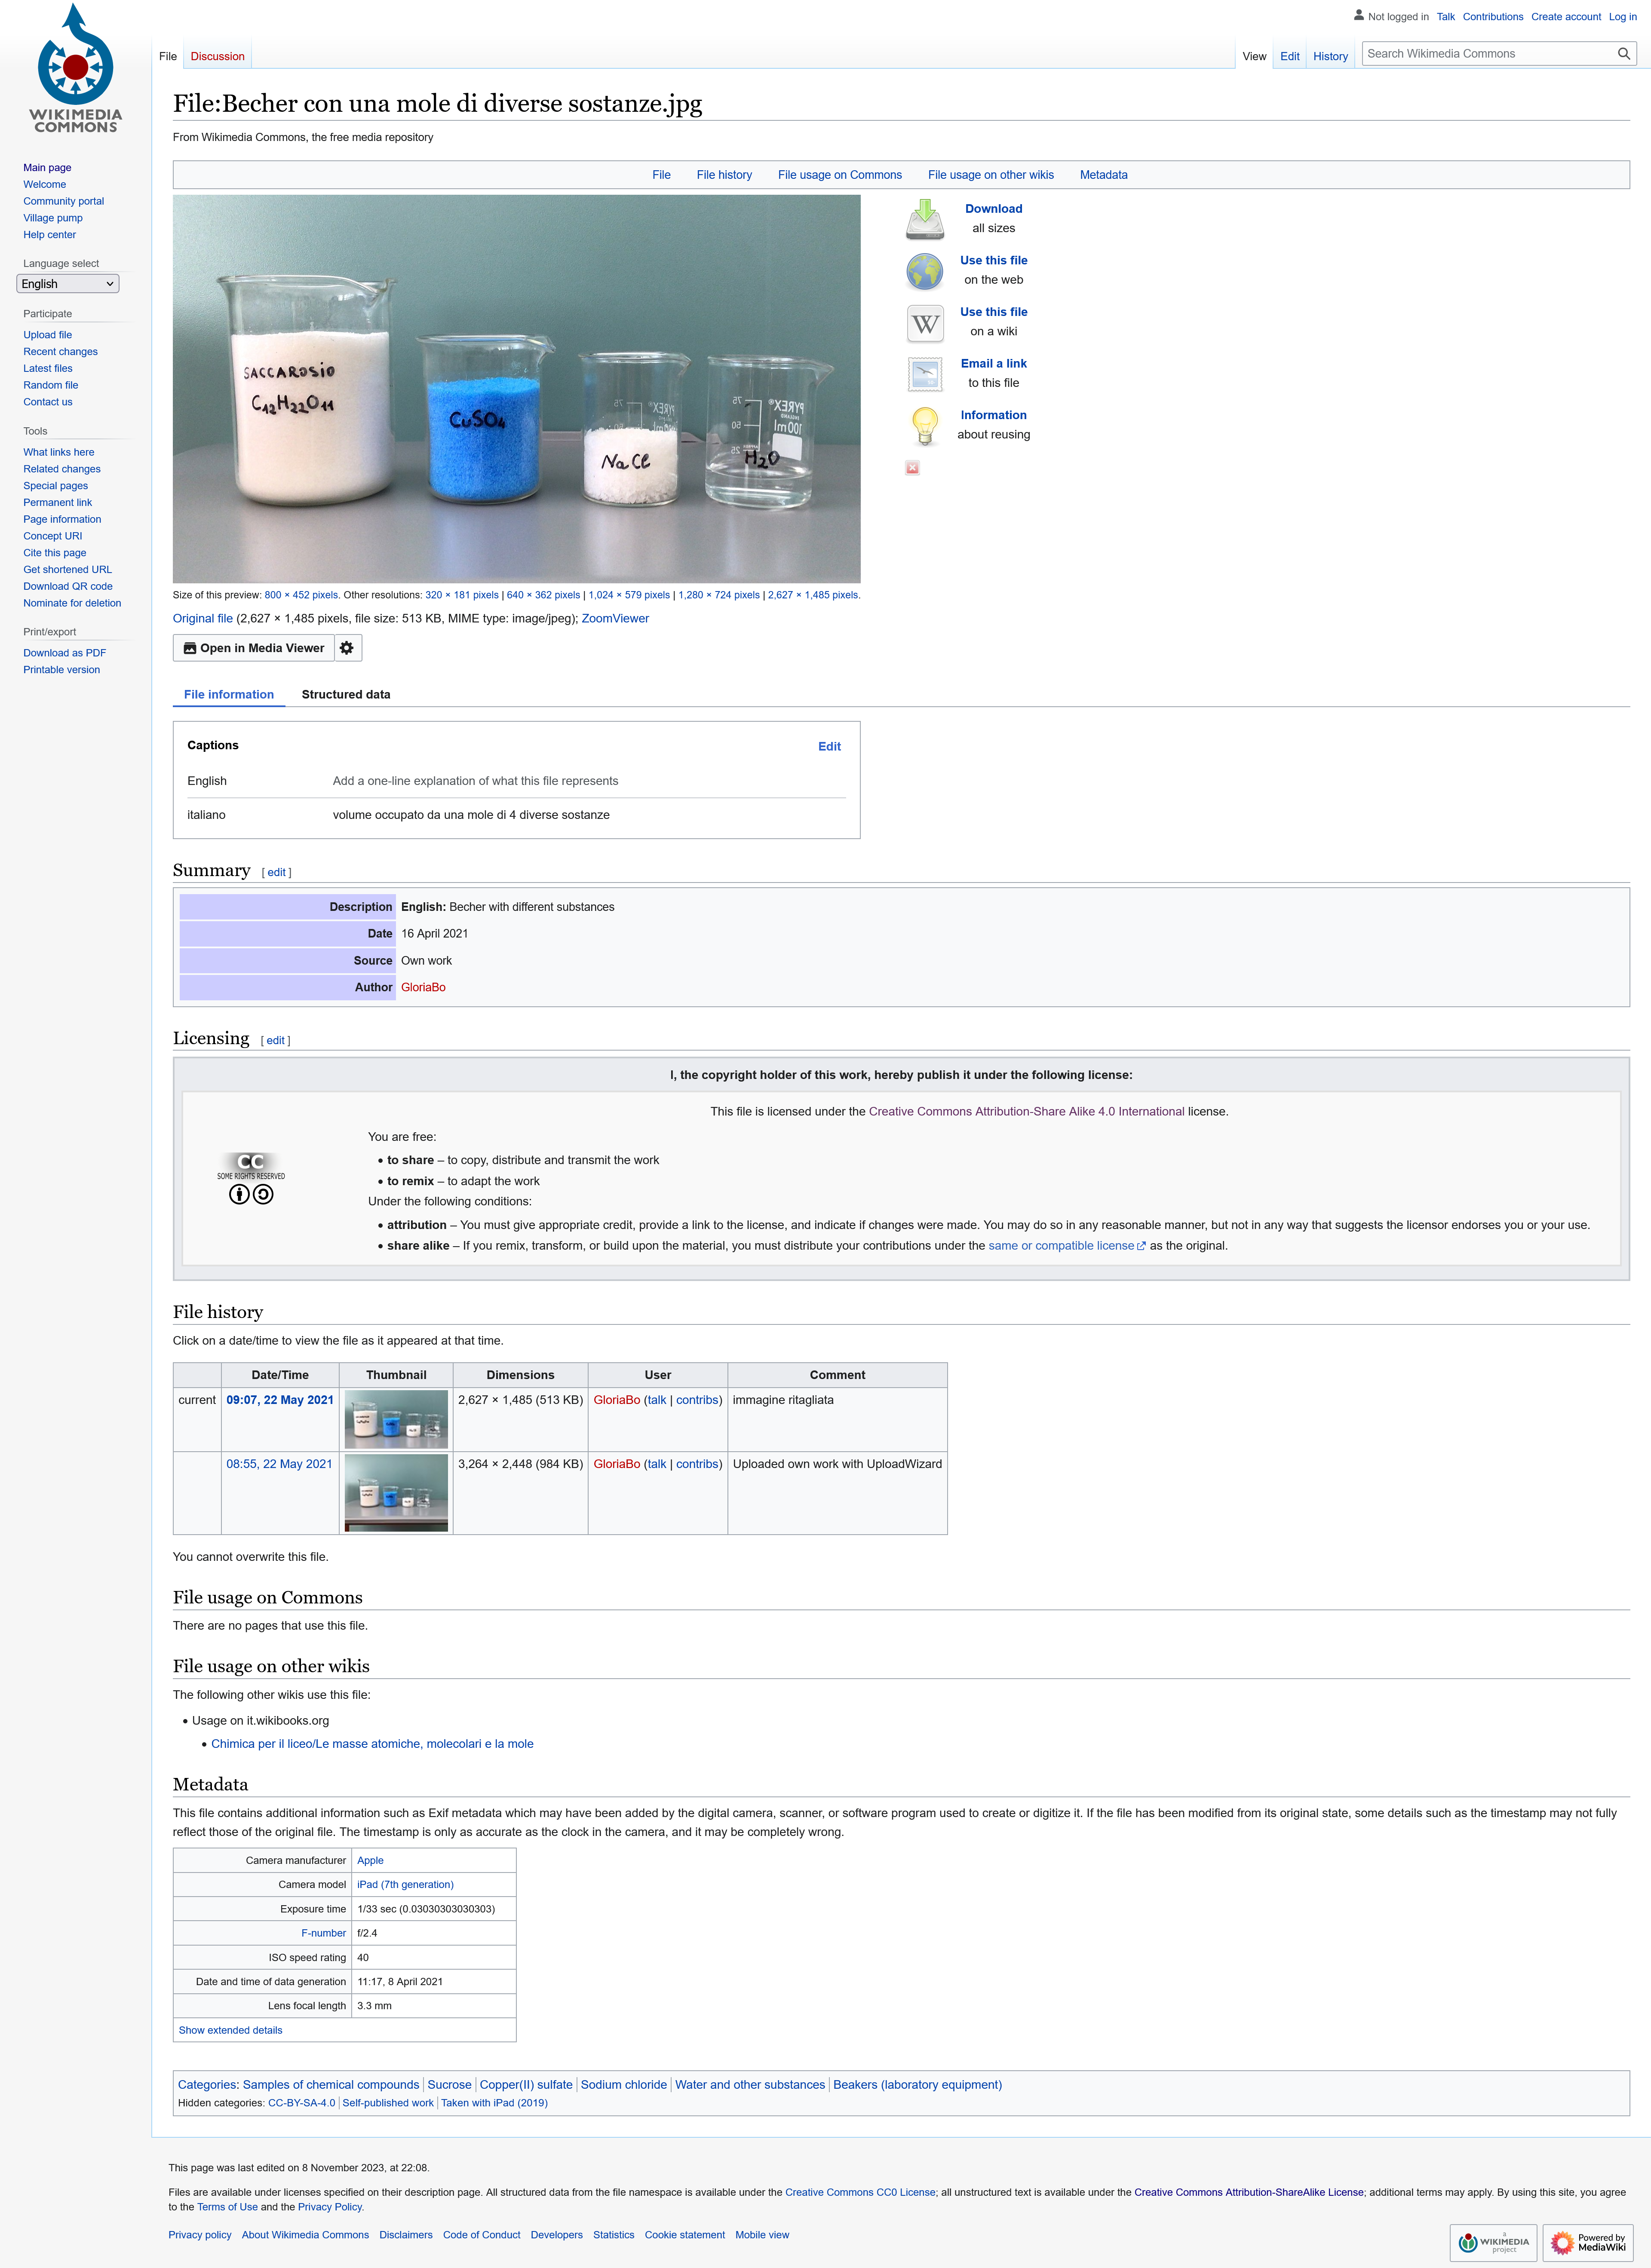 Not logged in Talk Contributions Create account Log in
File Discussion View Edit History Search Wikimedia Commons
WIKIMEDIA
COMMONS
Main page
Welcome
Community portal
Village pump
Help center
Language select
English
Participate
Upload file
Recent changes
Latest files
Random file
Contact us
Tools
What links here
Related changes
Special pages
Permanent link
Page information
Concept URI
Cite this page
Get shortened URL
Download QR code
Nominate for deletion
Print/export
Download as PDF
Printable version
File:Becher con una mole di diverse sostanze.jpg
From Wikimedia Commons, the free media repository
File File history File usage on Commons File usage on other wikis Metadata
SACCAROSIO
C12H22O11
CuSO4
75
PYREX®
NaCl
75
PYREX®
ENGLAND
100ml
50
25
H2O
Download
all sizes
Use this file
on the web
W
Use this file
on a wiki
Email a link
to this file
Information
about reusing
Size of this preview: 800 × 452 pixels. Other resolutions: 320 × 181 pixels | 640 × 362 pixels | 1,024 × 579 pixels | 1,280 × 724 pixels | 2,627 × 1,485 pixels.
Original file (2,627 × 1,485 pixels, file size: 513 KB, MIME type: image/jpeg); ZoomViewer
Open in Media Viewer
File information Structured data
Captions Edit
English Add a one-line explanation of what this file represents
italiano volume occupato da una mole di 4 diverse sostanze
Summary [ edit ]
Description English: Becher with different substances
Date 16 April 2021
Source Own work
Author GloriaBo
Licensing [ edit ]
I, the copyright holder of this work, hereby publish it under the following license:
This file is licensed under the Creative Commons Attribution-Share Alike 4.0 International license.
CC
SOME RIGHTS RESERVED
You are free:
• to share – to copy, distribute and transmit the work
• to remix – to adapt the work
Under the following conditions:
• attribution – You must give appropriate credit, provide a link to the license, and indicate if changes were made. You may do so in any reasonable manner, but not in any way that suggests the licensor endorses you or your use.
• share alike – If you remix, transform, or build upon the material, you must distribute your contributions under the same or compatible license as the original.
File history
Click on a date/time to view the file as it appeared at that time.
Date/Time Thumbnail Dimensions User Comment
current 09:07, 22 May 2021 2,627 × 1,485 (513 KB) GloriaBo (talk | contribs) immagine ritagliata
08:55, 22 May 2021 3,264 × 2,448 (984 KB) GloriaBo (talk | contribs) Uploaded own work with UploadWizard
You cannot overwrite this file.
File usage on Commons
There are no pages that use this file.
File usage on other wikis
The following other wikis use this file:
• Usage on it.wikibooks.org
• Chimica per il liceo/Le masse atomiche, molecolari e la mole
Metadata
This file contains additional information such as Exif metadata which may have been added by the digital camera, scanner, or software program used to create or digitize it. If the file has been modified from its original state, some details such as the timestamp may not fully
reflect those of the original file. The timestamp is only as accurate as the clock in the camera, and it may be completely wrong.
Camera manufacturer Apple
Camera model iPad (7th generation)
Exposure time 1/33 sec (0.03030303030303)
F-number f/2.4
ISO speed rating 40
Date and time of data generation 11:17, 8 April 2021
Lens focal length 3.3 mm
Show extended details
Categories: Samples of chemical compounds | Sucrose | Copper(II) sulfate | Sodium chloride | Water and other substances | Beakers (laboratory equipment)
Hidden categories: CC-BY-SA-4.0 | Self-published work | Taken with iPad (2019)
This page was last edited on 8 November 2023, at 22:08.
Files are available under licenses specified on their description page. All structured data from the file namespace is available under the Creative Commons CC0 License; all unstructured text is available under the Creative Commons Attribution-ShareAlike License; additional terms may apply. By using this site, you agree
to the Terms of Use and the Privacy Policy.
Privacy policy About Wikimedia Commons Disclaimers Code of Conduct Developers Statistics Cookie statement Mobile view
a
WIKIMEDIA
project
Powered by
MediaWiki